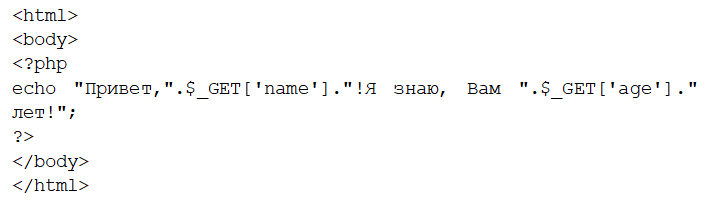 <html>
<body>
<?php
echo "Привет,".$_GET['name']."!Я знаю, Вам ".$_GET['age']."
лет!";
?>
</body>
</html>